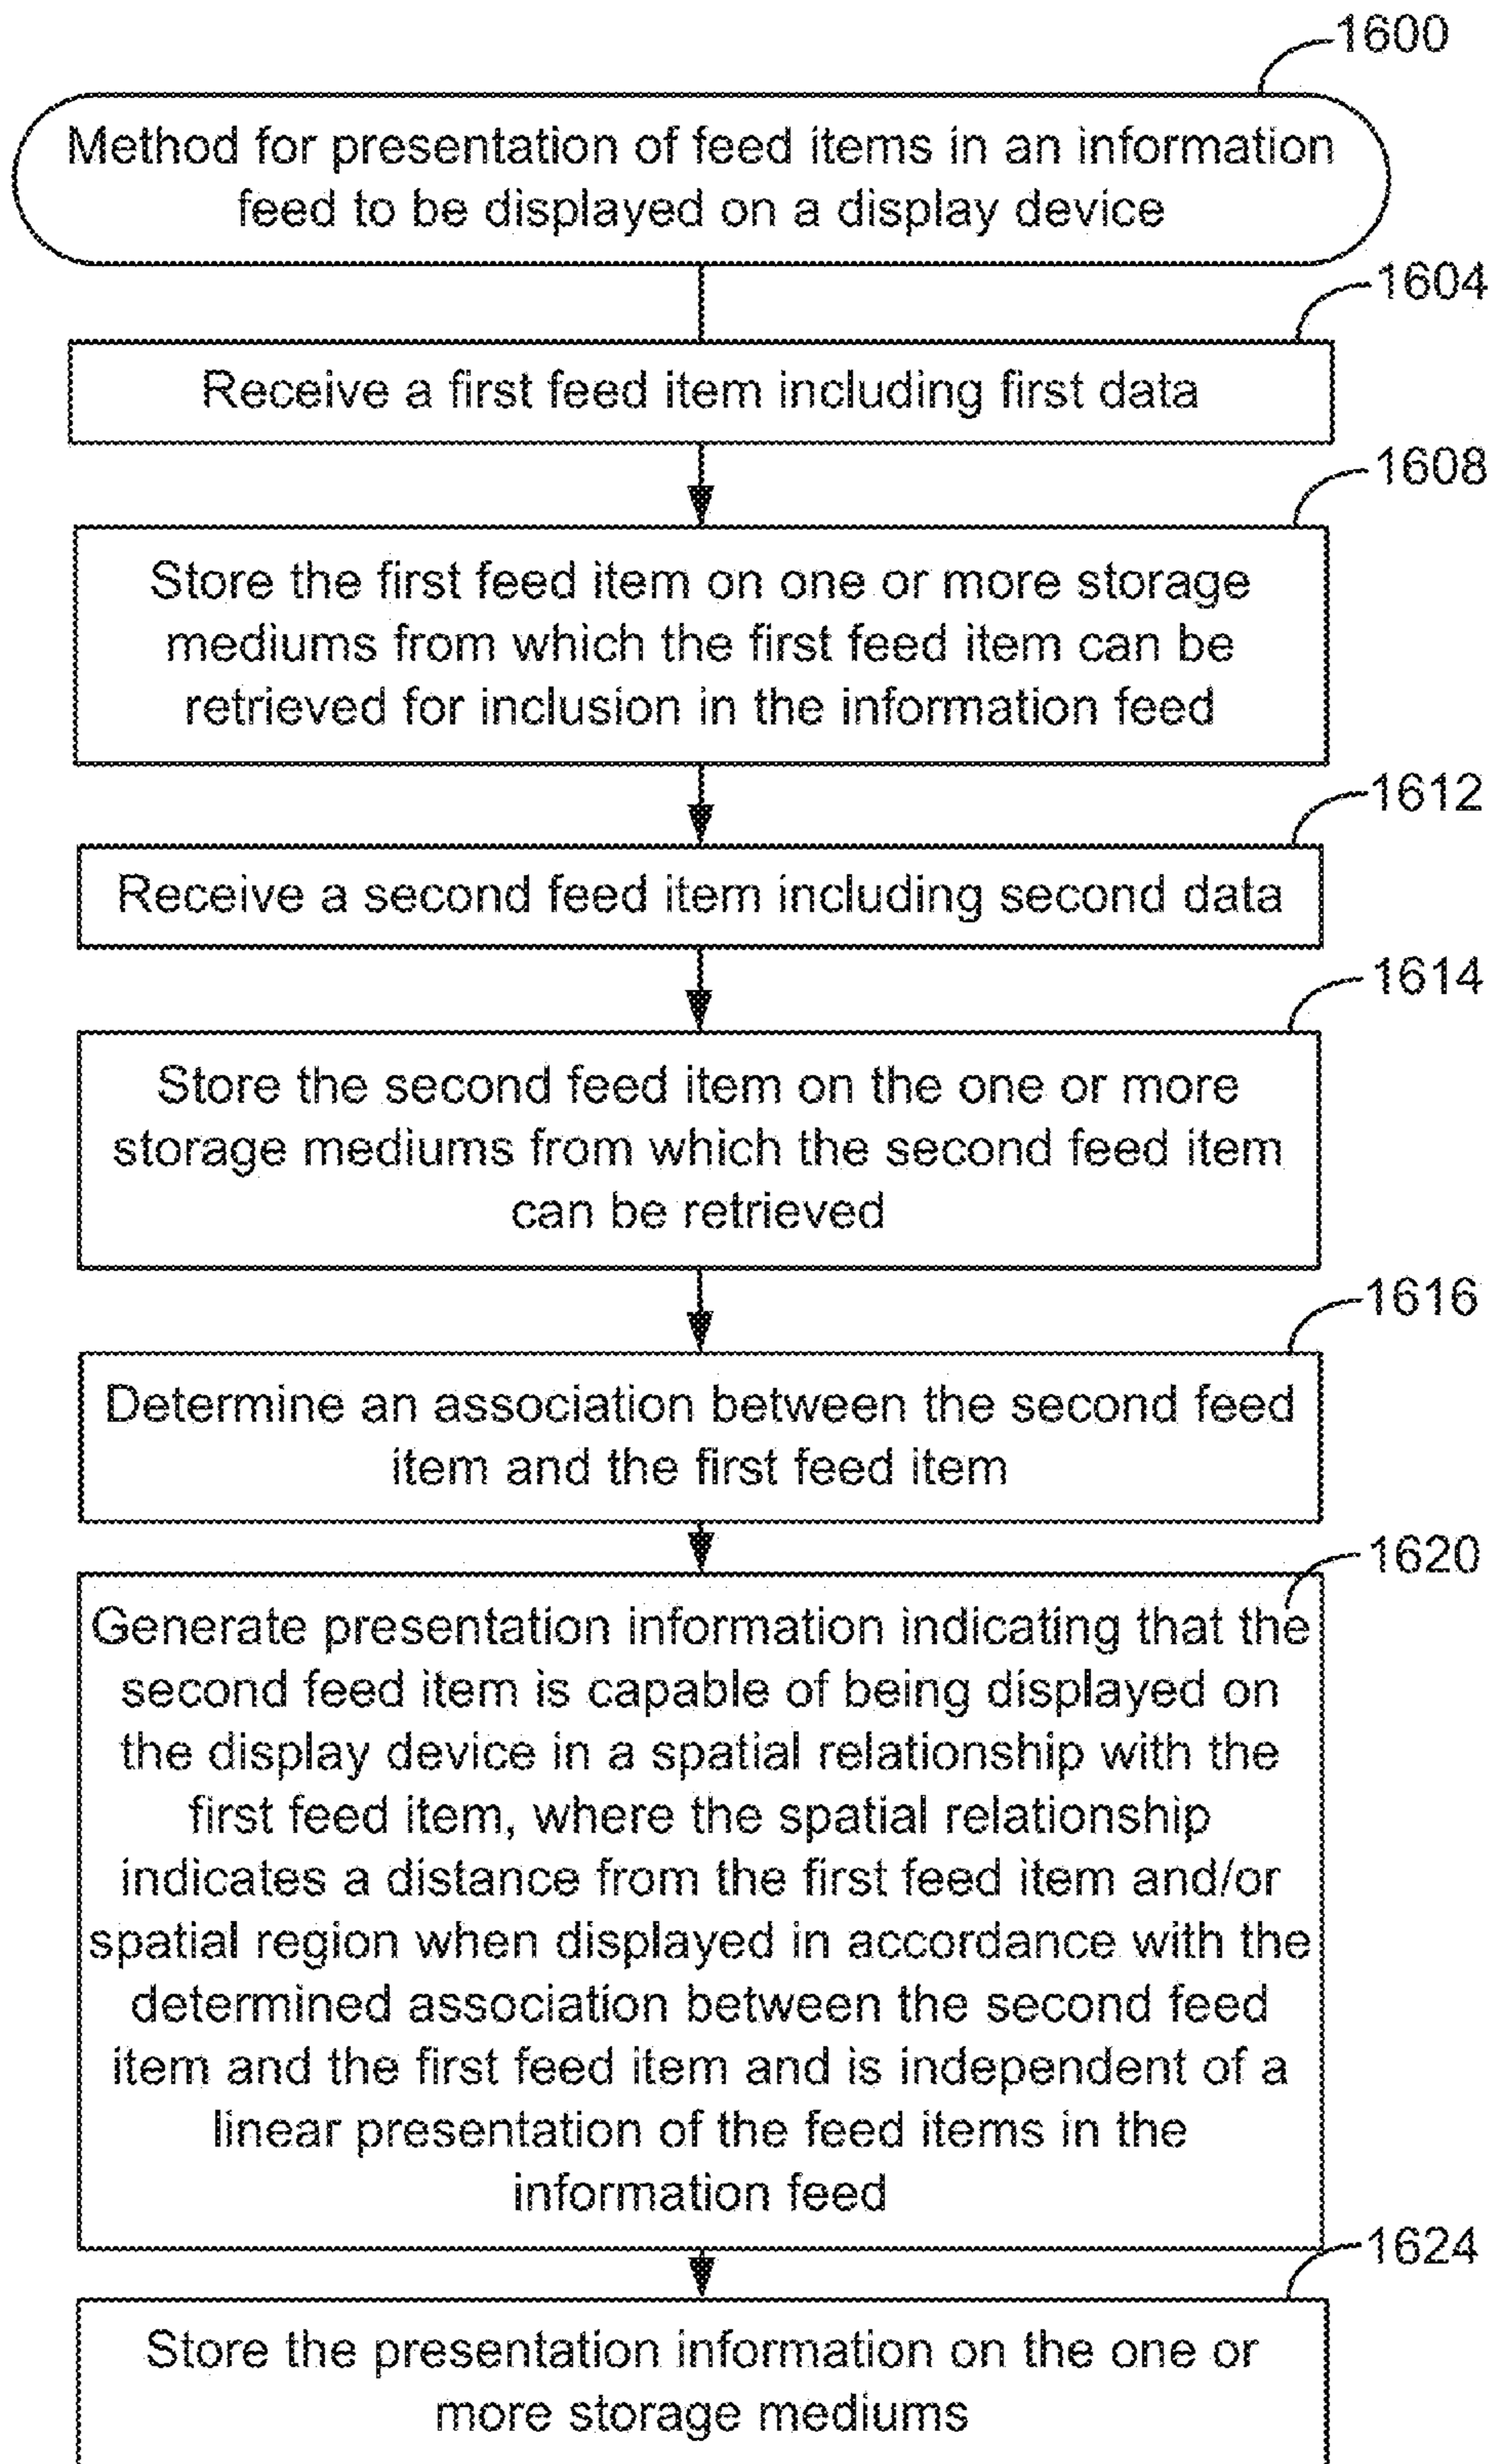 1600
Method for presentation of feed items in an information
feed to be displayed on a display device
1604
Receive a first feed item including first data
1608
Store the first feed item on one or more storage
mediums from which the first feed item can be
retrieved for inclusion in the information feed
1612
Receive a second feed item including second data
1614
Store the second feed item on the one or more
storage mediums from which the second feed item
can be retrieved
1616
Determine an association between the second feed
item and the first feed item
1620
Generate presentation information indicating that the
second feed item is capable of being displayed on
the display device in a spatial relationship with the
first feed item, where the spatial relationship
indicates a distance from the first feed item and/or
spatial region when displayed in accordance with the
determined association between the second feed
item and the first feed item and is independent of a
linear presentation of the feed items in the
information feed
1624
Store the presentation information on the one or
more storage mediums